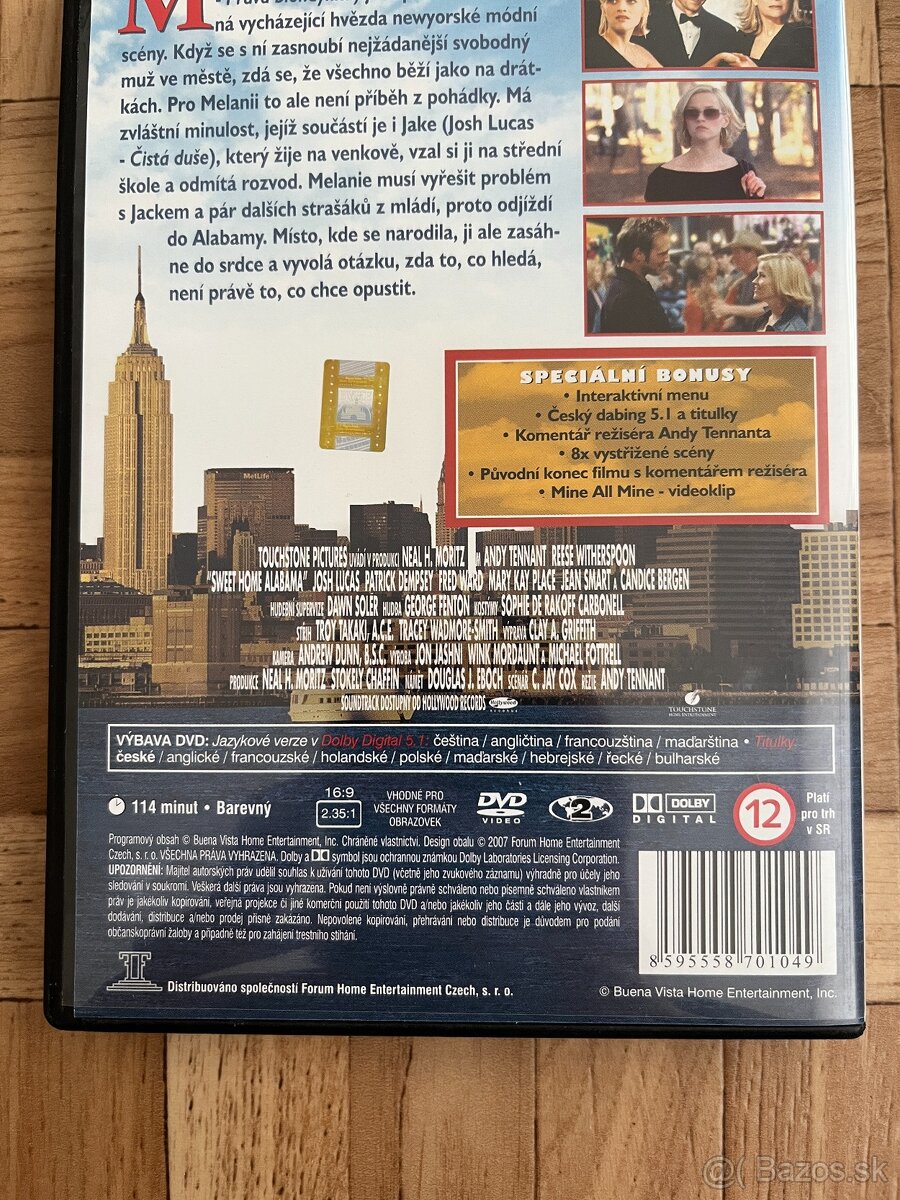 M
ná vycházející hvězda newyorské módní
scény. Když se s ní zasnoubí nejžádanější svobodný
muž ve městě, zdá se, že všechno běží jako na drát-
kách. Pro Melanii to ale není příběh z pohádky. Má
zvláštní minulost, jejíž součástí je i Jake (Josh Lucas
- Čistá duše), který žije na venkově, vzal si ji na střední
škole a odmítá rozvod. Melanie musí vyřešit problém
s Jackem a pár dalších strašáků z mládí, proto odjíždí
do Alabamy. Místo, kde se narodila, ji ale zasáh-
ne do srdce a vyvolá otázku, zda to, co hledá,
není právě to, co chce opustit.
SPECIÁLNÍ BONUSY
• Interaktivní menu
• Český dabing 5.1 a titulky
• Komentář režiséra Andy Tennanta
• 8x vystřižené scény
• Původní konec filmu s komentářem režiséra
• Mine All Mine - videoklip
MetLife
TOUCHSTONE PICTURES UVÁDÍ V PRODUKCI NEAL H. MORITZ ANDY TENNANT REESE WITHERSPOON
"SWEET HOME ALABAMA" JOSH LUCAS PATRICK DEMPSEY FRED WARD MARY KAY PLACE JEAN SMART A CANDICE BERGEN
HUDEBNÍ SUPERVIZE DAWN SOLER HUDBA GEORGE FENTON KOSTÝMY SOPHIE DE RAKOFF CARBONELL
STŘIH TROY TAKAKI, A.C.E. TRACEY WADMORE-SMITH VÝPRAVA CLAY A. GRIFFITH
KAMERA ANDREW DUNN, B.S.C. VÝROBA JON JASHNI WINK MORDAUNT A MICHAEL FOTTRELL
PRODUKCE NEAL H. MORITZ STOKELY CHAFFIN NÁMĚT DOUGLAS J. EBOCH SCÉNÁŘ C. JAY COX REŽIE ANDY TENNANT
SOUNDTRACK DOSTUPNÝ OD HOLLYWOOD RECORDS Hollywood RECORDS
TOUCHSTONE
HOME ENTERTAINMENT
VÝBAVA DVD: Jazykové verze v Dolby Digital 5.1: čeština / angličtina / francouzština / maďarština • Titulky:
české / anglické / francouzské / holandské / polské / maďarské / hebrejské / řecké / bulharské
114 minut • Barevný
16:9
2.35:1
VHODNÉ PRO
VŠECHNY FORMÁTY
OBRAZOVEK
DVD
VIDEO
2
DOLBY
DIGITAL
12
Platí
pro trh
v SR
Programový obsah © Buena Vista Home Entertainment, Inc. Chráněné vlastnictví. Design obalu © 2007 Forum Home Entertainment
Czech, s. r. o. VŠECHNA PRÁVA VYHRAZENA. Dolby a DD symbol jsou ochrannou známkou Dolby Laboratories Licensing Corporation.
UPOZORNĚNÍ: Majitel autorských práv udělil souhlas k užívání tohoto DVD (včetně jeho zvukového záznamu) výhradně pro účely jeho
sledování v soukromí. Veškerá další práva jsou vyhrazena. Pokud není výslovně právně schváleno nebo písemně schváleno vlastníkem
práv je jakékoliv kopírování, veřejná projekce či jiné komerční použití tohoto DVD a/nebo jakékoliv jeho části a dále jeho vývoz, další
dodávání, distribuce a/nebo prodej přísně zakázáno. Nepovolené kopírování, přehrávání nebo distribuce je důvodem pro podání
občanskoprávní žaloby a případně též pro zahájení trestního stíhání.
8 595558 701049
Distribuováno společností Forum Home Entertainment Czech, s. r. o.
© Buena Vista Home Entertainment, Inc.
Bazos.sk